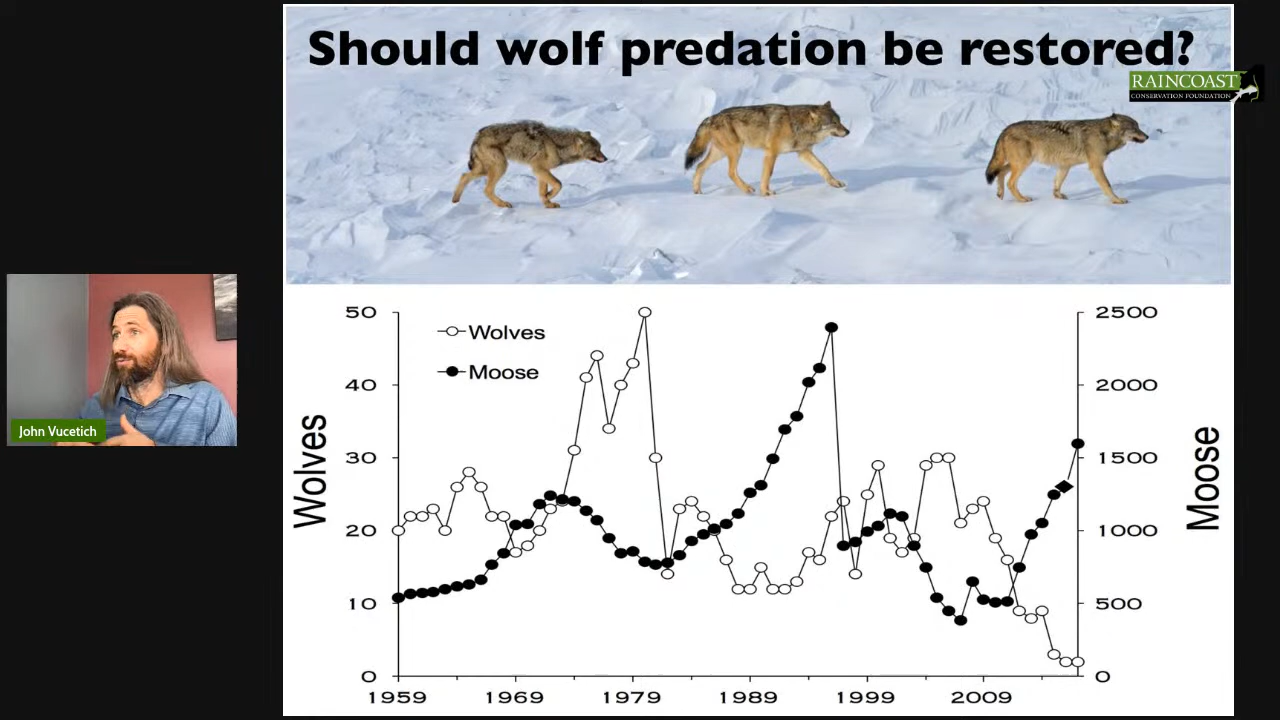 Should wolf predation be restored?
RAINCOAST
CONSERVATION FOUNDATION
John Vucetich
Wolves
Moose
Wolves
50
40
30
20
10
0
Moose
2500
2000
1500
1000
500
0
1959
1969
1979
1989
1999
2009